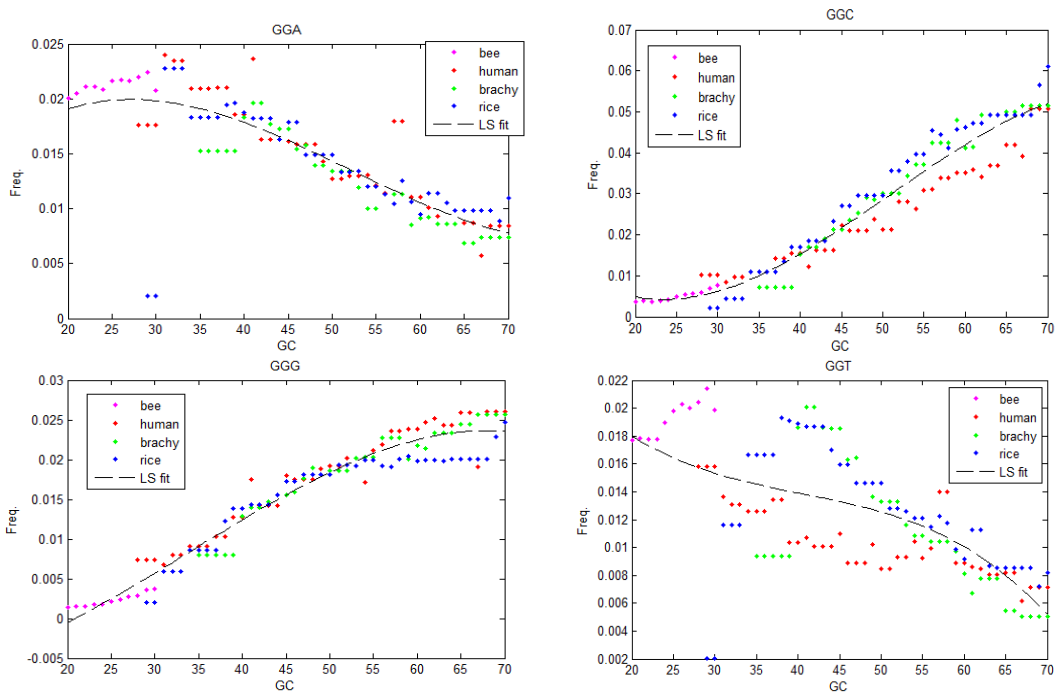 GGA
0.025
0.02
0.015
0.01
0.005
0
Freq.
20 25 30 35 40 45 50 55 60 65 70
GC
bee
human
brachy
rice
LS fit
GGC
0.07
0.06
0.05
0.04
0.03
0.02
0.01
0
Freq.
20 25 30 35 40 45 50 55 60 65 70
GC
bee
human
brachy
rice
LS fit
GGG
0.03
0.025
0.02
0.015
0.01
0.005
0
-0.005
Freq.
20 25 30 35 40 45 50 55 60 65 70
GC
bee
human
brachy
rice
LS fit
GGT
0.022
0.02
0.018
0.016
0.014
0.012
0.01
0.008
0.006
0.004
0.002
Freq.
20 25 30 35 40 45 50 55 60 65 70
GC
bee
human
brachy
rice
LS fit